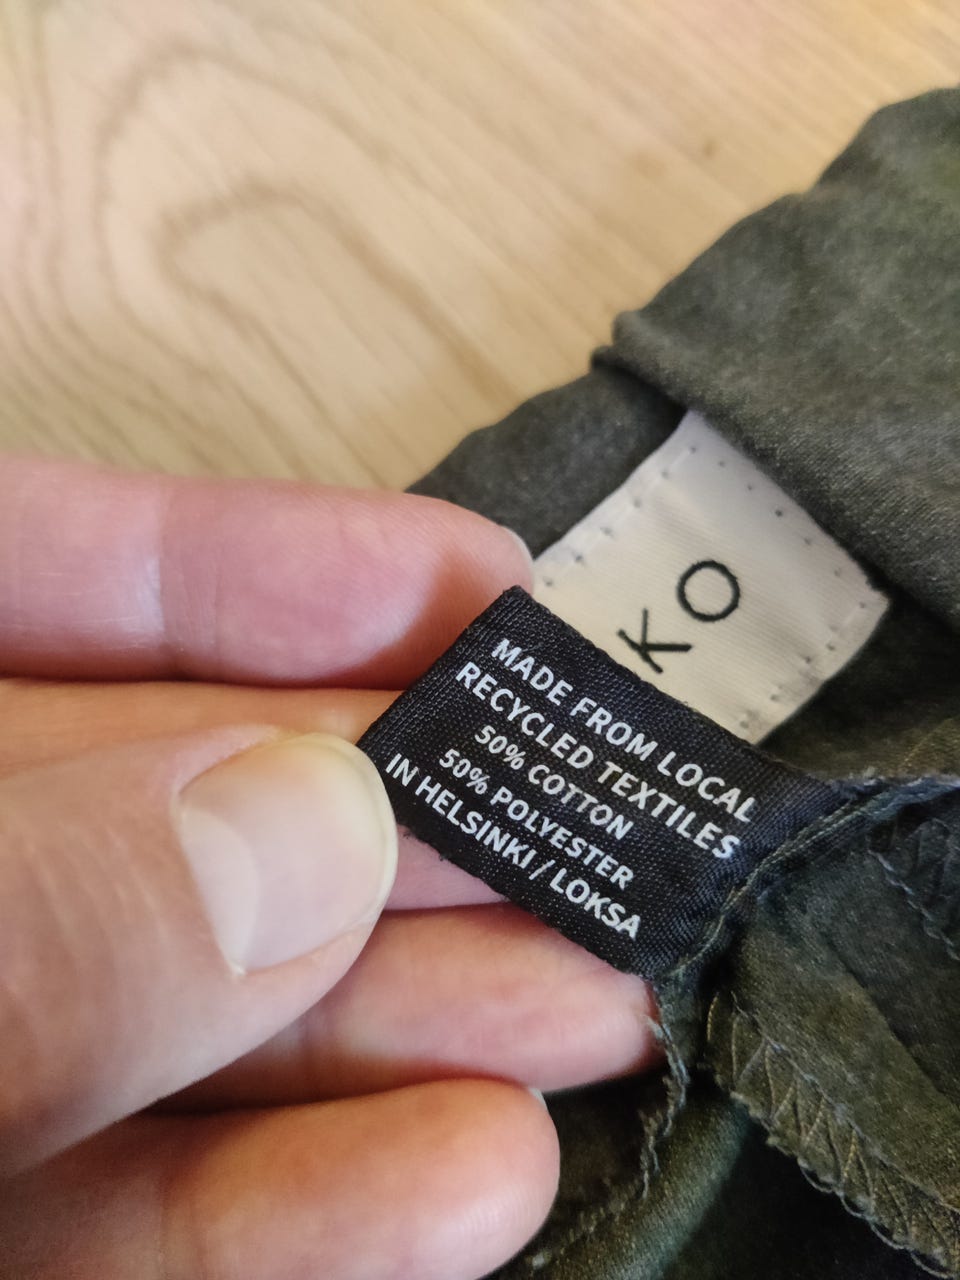 KO
MADE FROM LOCAL
RECYCLED TEXTILES
50% COTTON
50% POLYESTER
IN HELSINKI / LOKSA